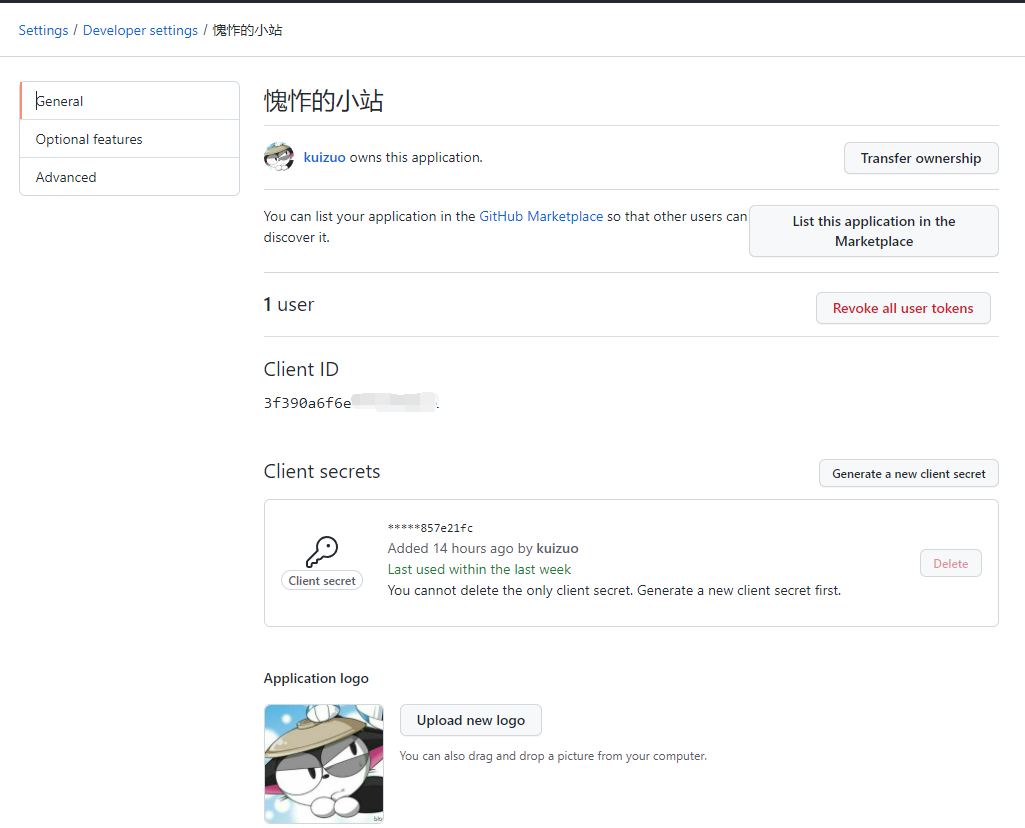 Settings / Developer settings / 愧怍的小站
General
Optional features
Advanced
愧怍的小站
kuizuo owns this application.
Transfer ownership
You can list your application in the GitHub Marketplace so that other users can
discover it.
List this application in the
Marketplace
1 user
Revoke all user tokens
Client ID
3f390a6f6e
Client secrets
Generate a new client secret
*****857e21fc
Added 14 hours ago by kuizuo
Last used within the last week
You cannot delete the only client secret. Generate a new client secret first.
Client secret
Delete
Application logo
Upload new logo
You can also drag and drop a picture from your computer.